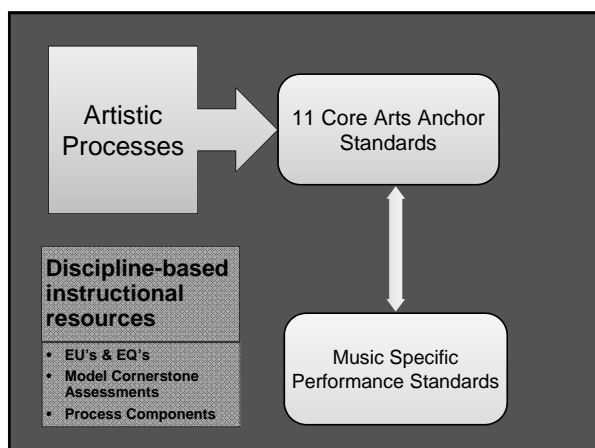 Artistic
Processes
11 Core Arts Anchor
Standards
Discipline-based
instructional
resources
• EU's & EQ's
• Model Cornerstone
Assessments
• Process Components
Music Specific
Performance Standards